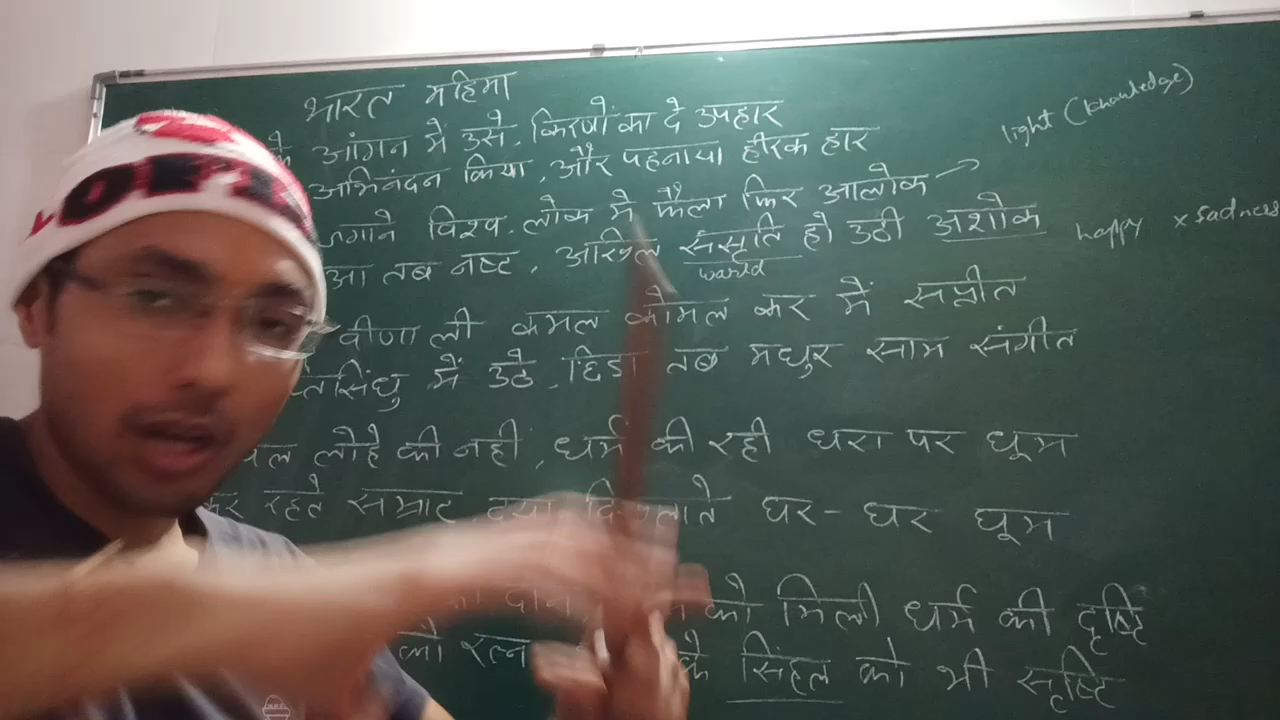 भारत महिमा
के आंगन में उसे, किरणों का दे उपहार
अभिनंदन किया, और पहनाया हीरक हार
जगाने विश्व, लोक में फैला फिर आलोक → light (knowledge)
आ तब नष्ट, अखिल संसृति हो उठी अशोक happy x sadness
world
वीणा ली कमल कोमल कर में सप्रीत
सिंधु में उठे, छिड़ा तब मधुर साम संगीत
लोहे की नहीं, धर्म की रही धरा पर धूम
रहते सम्राट, दया घर-घर घूम
दान, को मिली धर्म की दृष्टि
को रत्न के सिंहल को भी सृष्टि